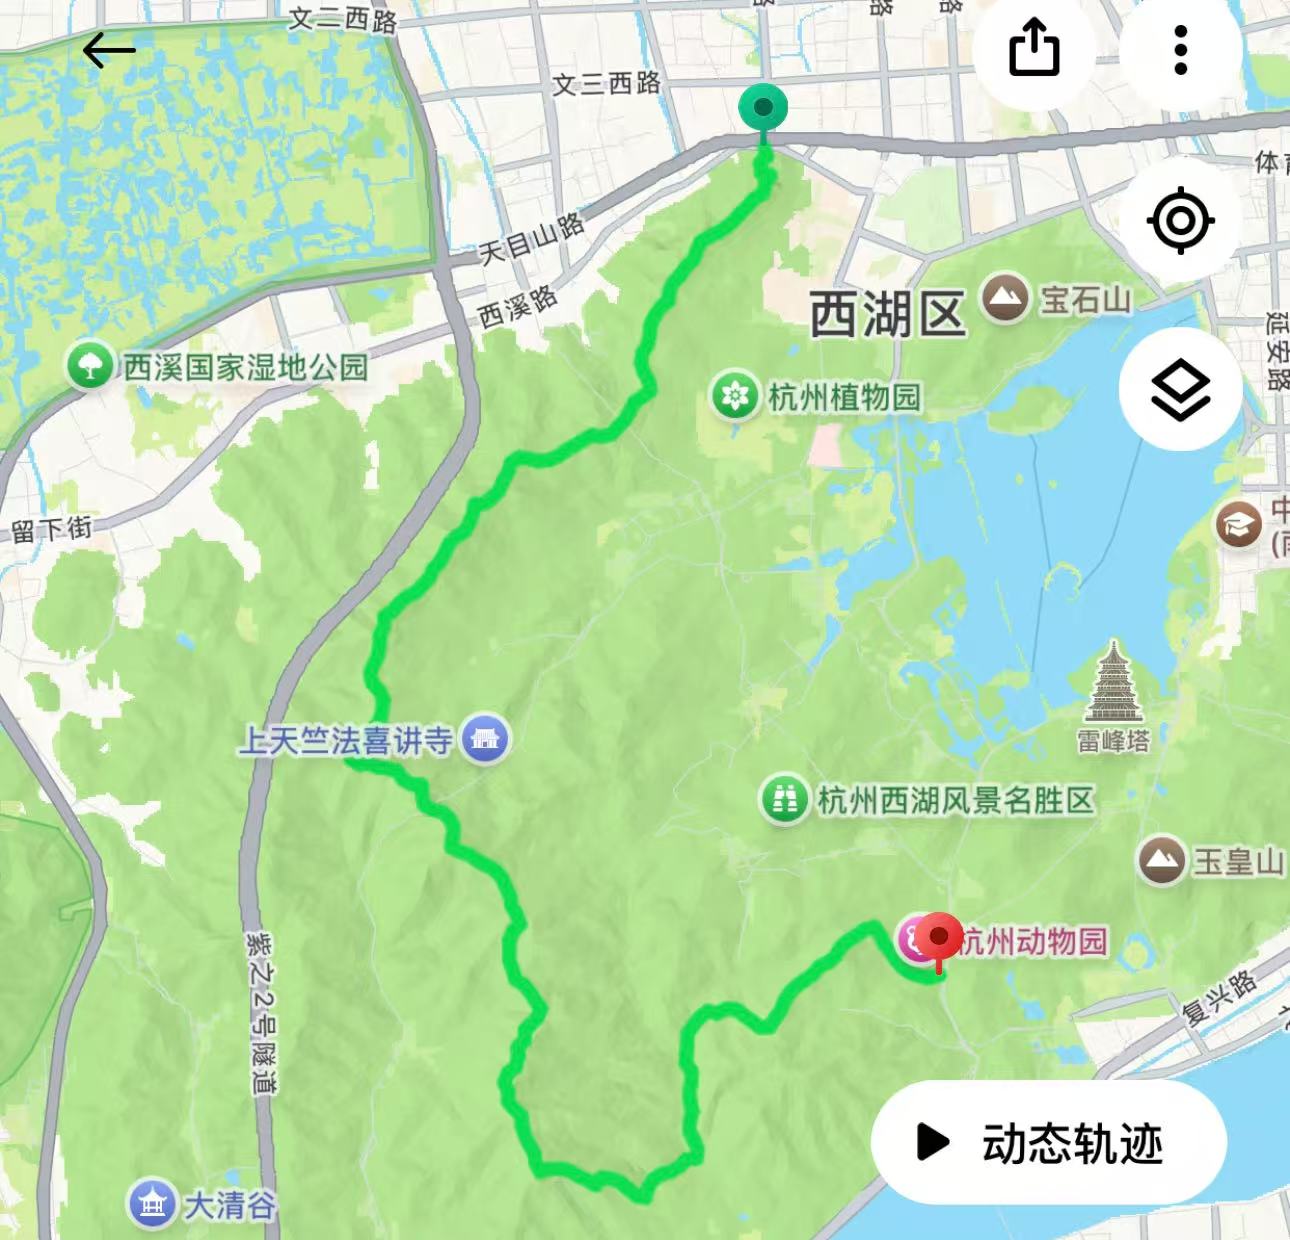 文二西路
文三西路
天目山路
西溪路
西湖区
宝石山
延安路
西溪国家湿地公园
杭州植物园
留下街
上天竺法喜讲寺
雷峰塔
杭州西湖风景名胜区
玉皇山
杭州动物园
紫之2号隧道
复兴路
动态轨迹
大清谷